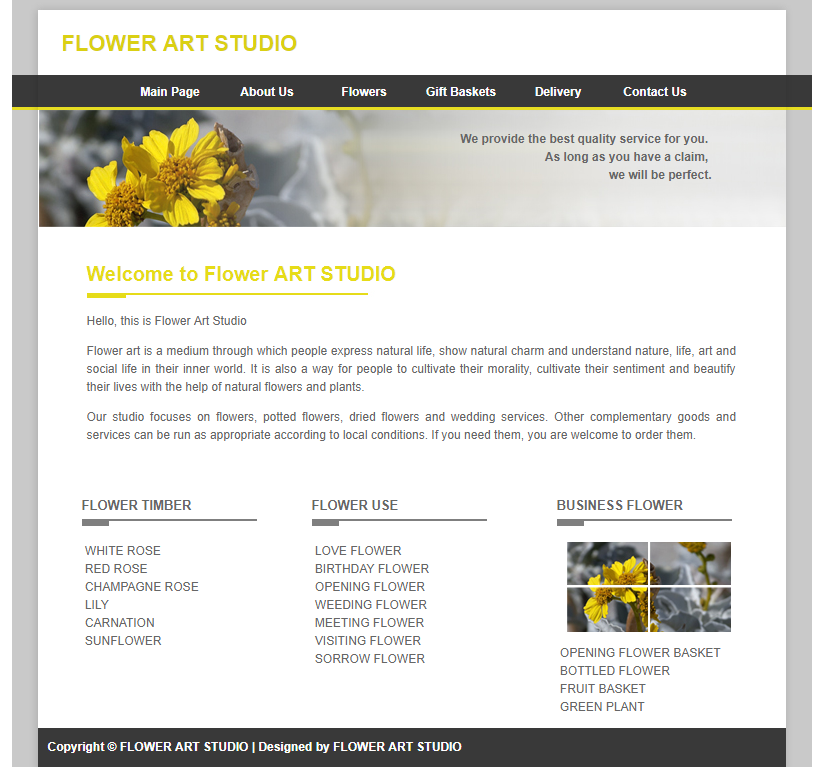 FLOWER ART STUDIO
Main Page About Us Flowers Gift Baskets Delivery Contact Us
We provide the best quality service for you.
As long as you have a claim,
we will be perfect.
Welcome to Flower ART STUDIO
Hello, this is Flower Art Studio
Flower art is a medium through which people express natural life, show natural charm and understand nature, life, art and
social life in their inner world. It is also a way for people to cultivate their morality, cultivate their sentiment and beautify
their lives with the help of natural flowers and plants.
Our studio focuses on flowers, potted flowers, dried flowers and wedding services. Other complementary goods and
services can be run as appropriate according to local conditions. If you need them, you are welcome to order them.
FLOWER TIMBER
WHITE ROSE
RED ROSE
CHAMPAGNE ROSE
LILY
CARNATION
SUNFLOWER
FLOWER USE
LOVE FLOWER
BIRTHDAY FLOWER
OPENING FLOWER
WEEDING FLOWER
MEETING FLOWER
VISITING FLOWER
SORROW FLOWER
BUSINESS FLOWER
OPENING FLOWER BASKET
BOTTLED FLOWER
FRUIT BASKET
GREEN PLANT
Copyright © FLOWER ART STUDIO | Designed by FLOWER ART STUDIO